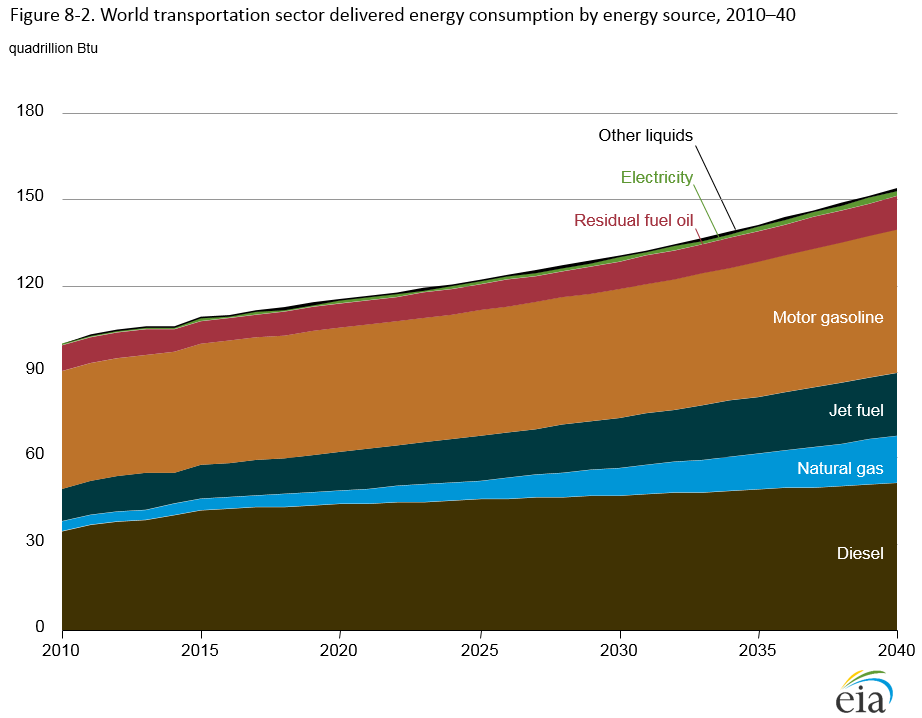 Figure 8-2. World transportation sector delivered energy consumption by energy source, 2010–40
quadrillion Btu
180
Other liquids
Electricity
150
Residual fuel oil
120
Motor gasoline
90
Jet fuel
60
Natural gas
Diesel
30
0
2010 2015 2020 2025 2030 2035 2040
eia